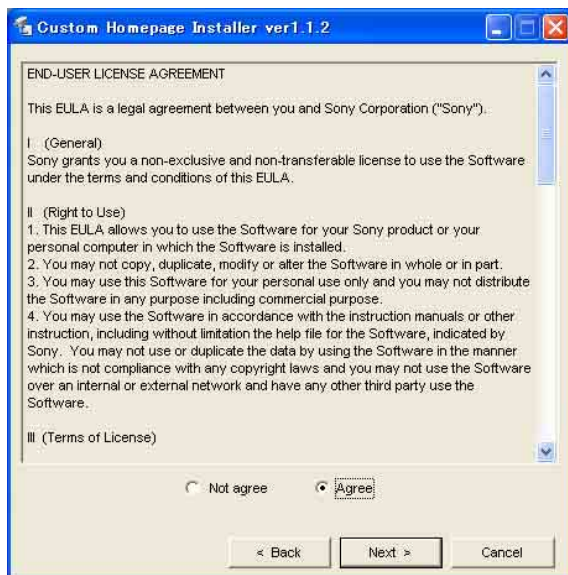 Custom Homepage Installer ver1.1.2
END-USER LICENSE AGREEMENT
This EULA is a legal agreement between you and Sony Corporation ("Sony").
I (General)
Sony grants you a non-exclusive and non-transferable license to use the Software
under the terms and conditions of this EULA.
II (Right to Use)
1. This EULA allows you to use the Software for your Sony product or your
personal computer in which the Software is installed.
2. You may not copy, duplicate, modify or alter the Software in whole or in part.
3. You may use this Software for your personal use only and you may not distribute
the Software in any purpose including commercial purpose.
4. You may use the Software in accordance with the instruction manuals or other
instruction, including without limitation the help file for the Software, indicated by
Sony. You may not use or duplicate the data by using the Software in the manner
which is not compliance with any copyright laws and you may not use the Software
over an internal or external network and have any other third party use the
Software.
III (Terms of License)
Not agree Agree
< Back Next > Cancel